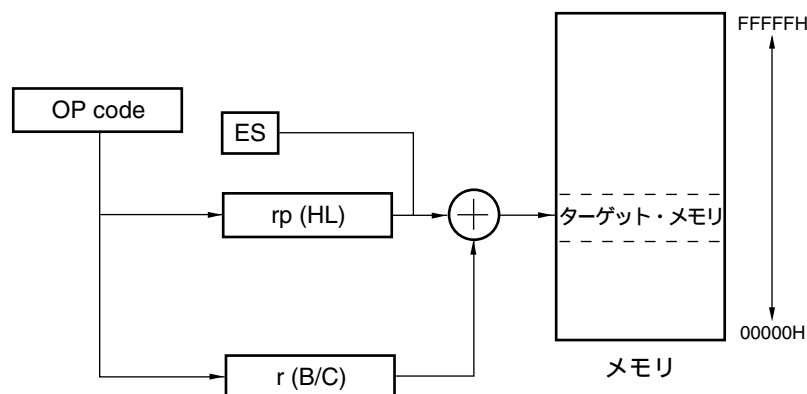 FFFFFH
OP code
ES
rp (HL)
ターゲット・メモリ
r (B/C)
00000H
メモリ